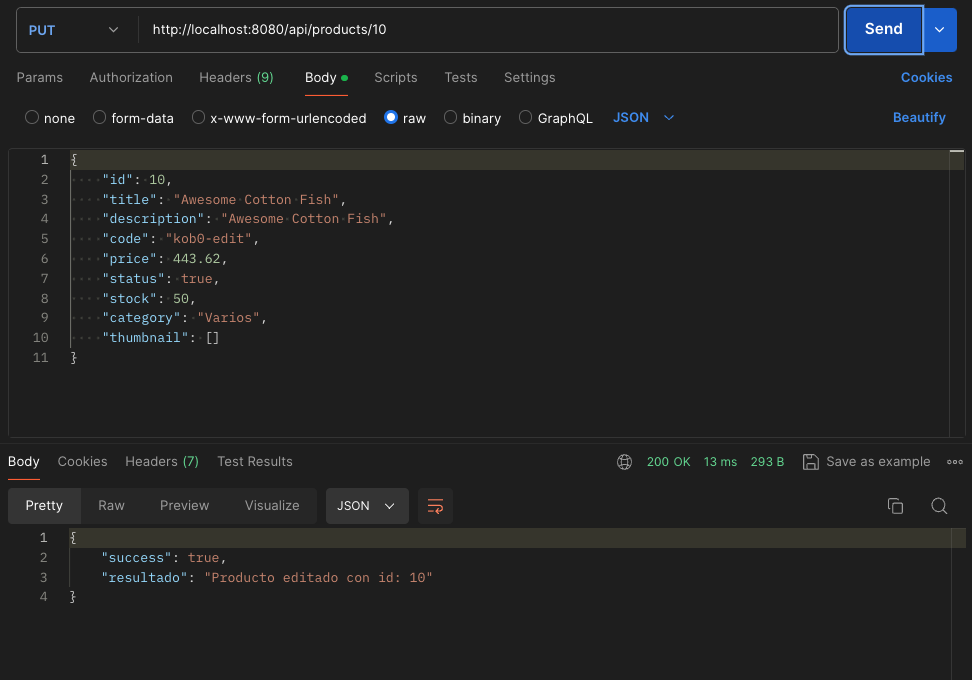 PUT http://localhost:8080/api/products/10 Send
Params Authorization Headers (9) Body Scripts Tests Settings Cookies
none form-data x-www-form-urlencoded raw binary GraphQL JSON Beautify
1 {
2 "id": 10,
3 "title": "Awesome Cotton Fish",
4 "description": "Awesome Cotton Fish",
5 "code": "kob0-edit",
6 "price": 443.62,
7 "status": true,
8 "stock": 50,
9 "category": "Varios",
10 "thumbnail": []
11 }
Body Cookies Headers (7) Test Results 200 OK 13 ms 293 B Save as example
Pretty Raw Preview Visualize JSON
1 {
2 "success": true,
3 "resultado": "Producto editado con id: 10"
4 }